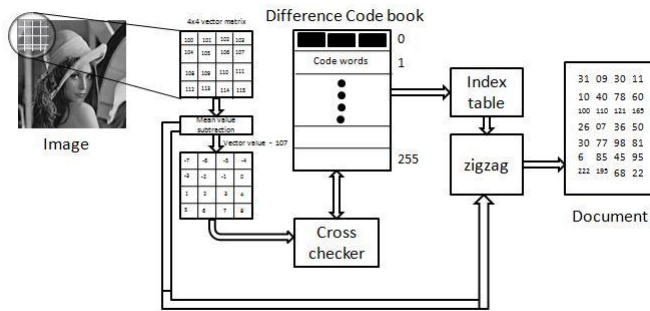 4x4 vector matrix
100 101 102 103
104 105 106 107
108 109 110 111
112 113 114 115
Mean value
subtraction
Vector value - 107
-7 -6 -5 -4
-3 -2 -1 0
1 2 3 4
5 6 7 8
Image
Difference Code book
0
Code words
1
255
Cross
checker
Index
table
zigzag
31 09 30 11
10 40 78 60
100 110 121 165
26 07 36 50
30 77 98 81
6 85 45 95
222 195 68 22
Document